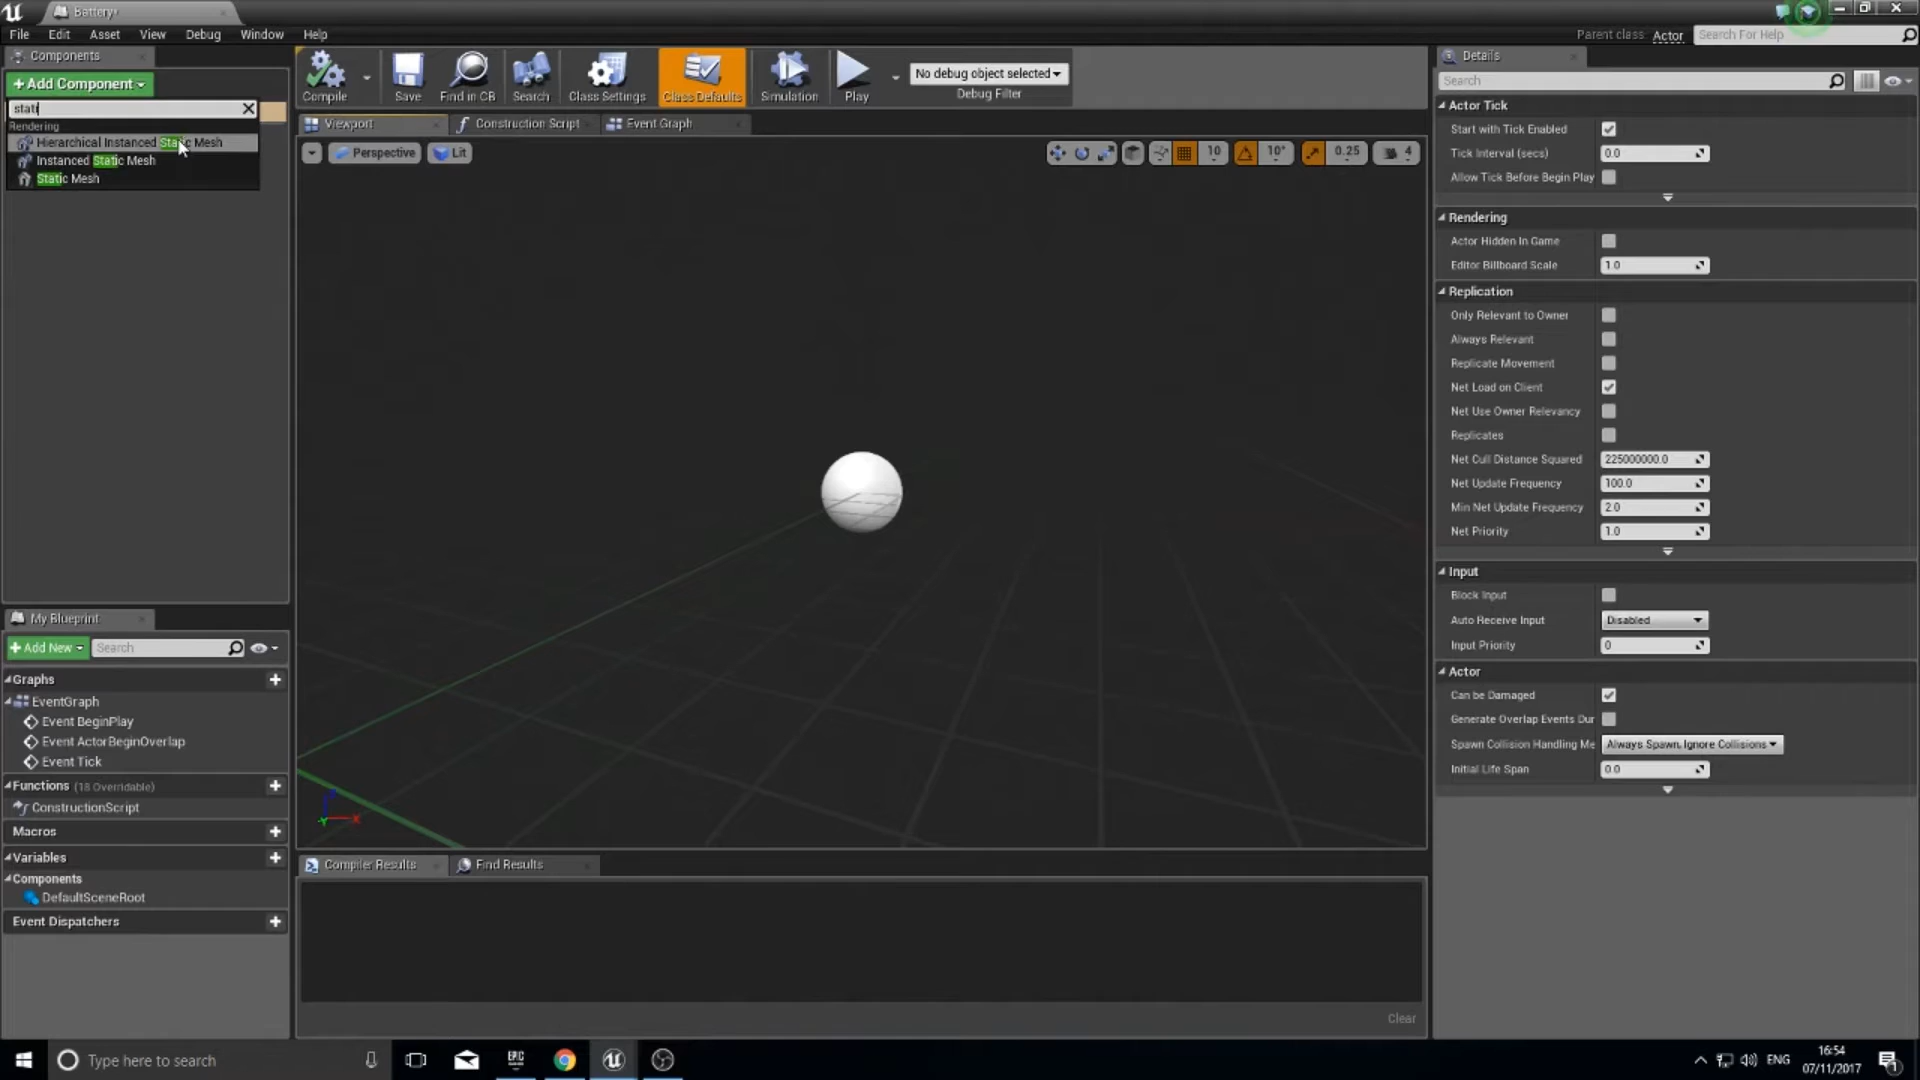 Battery*
File Edit Asset View Debug Window Help
Parent class: Actor Search For Help
Components
+Add Component
stati
Rendering
Hierarchical Instanced Static Mesh
Instanced Static Mesh
Static Mesh
Compile Save Find in CB Search Class Settings Class Defaults Simulation Play
No debug object selected
Debug Filter
Viewport Construction Script Event Graph
Perspective Lit
10 10° 0.25 4
Details
Search
Actor Tick
Start with Tick Enabled
Tick Interval (secs) 0.0
Allow Tick Before Begin Play
Rendering
Actor Hidden In Game
Editor Billboard Scale 1.0
Replication
Only Relevant to Owner
Always Relevant
Replicate Movement
Net Load on Client
Net Use Owner Relevancy
Replicates
Net Cull Distance Squared 225000000.0
Net Update Frequency 100.0
Min Net Update Frequency 2.0
Net Priority 1.0
Input
Block Input
Auto Receive Input Disabled
Input Priority 0
Actor
Can be Damaged
Generate Overlap Events Dur
Spawn Collision Handling Me Always Spawn, Ignore Collisions
Initial Life Span 0.0
My Blueprint
+Add New Search
Graphs
EventGraph
Event BeginPlay
Event ActorBeginOverlap
Event Tick
Functions (18 Overridable)
ConstructionScript
Macros
Variables
Components
DefaultSceneRoot
Event Dispatchers
Compiler Results Find Results
Clear
Type here to search
EPIC
ENG
16:54
07/11/2017